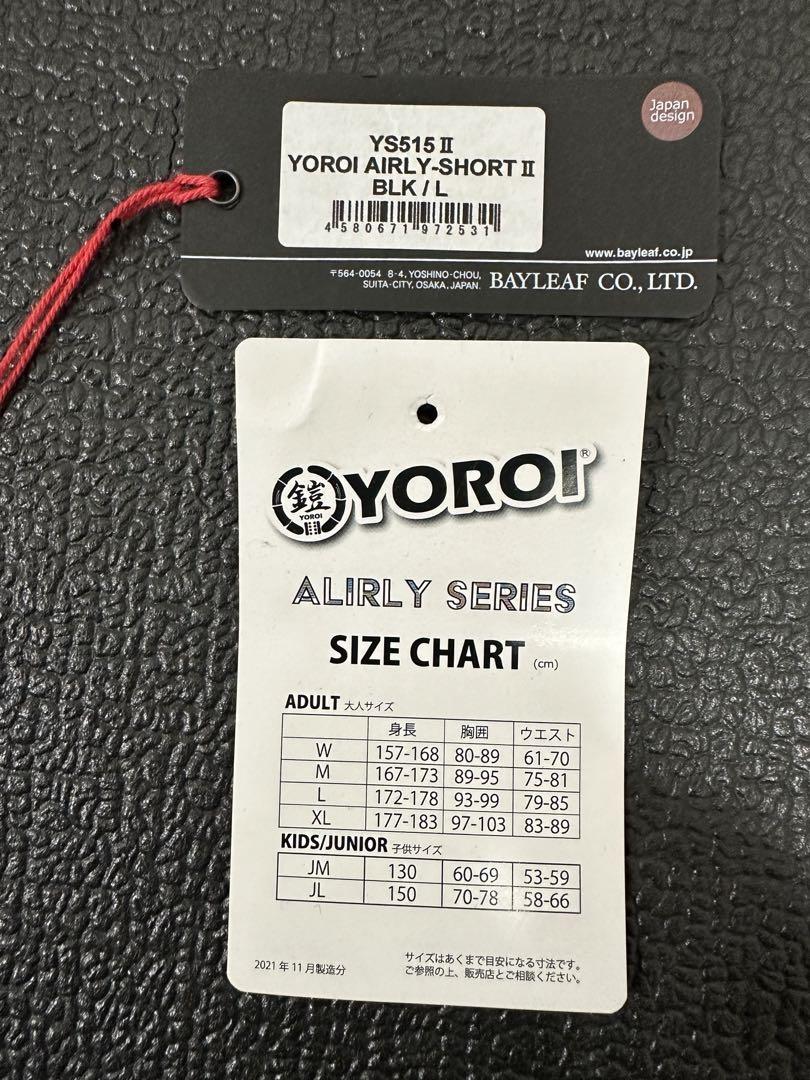 Japan
design
YS515Ⅱ
YOROI AIRLY-SHORTⅡ
BLK / L
4 580671 972531
www.bayleaf.co.jp
〒564-0054 8-4, YOSHINO-CHOU,
SUITA-CITY, OSAKA, JAPAN. BAYLEAF CO., LTD.
鎧 YOROI
YOROI®
ALIRLY SERIES
SIZE CHART (cm)
ADULT 大人サイズ
身長 胸囲 ウエスト
W 157-168 80-89 61-70
M 167-173 89-95 75-81
L 172-178 93-99 79-85
XL 177-183 97-103 83-89
KIDS/JUNIOR 子供サイズ
JM 130 60-69 53-59
JL 150 70-78 58-66
2021年11月製造分
サイズはあくまで目安になる寸法です。
ご参照の上、販売店とご相談ください。